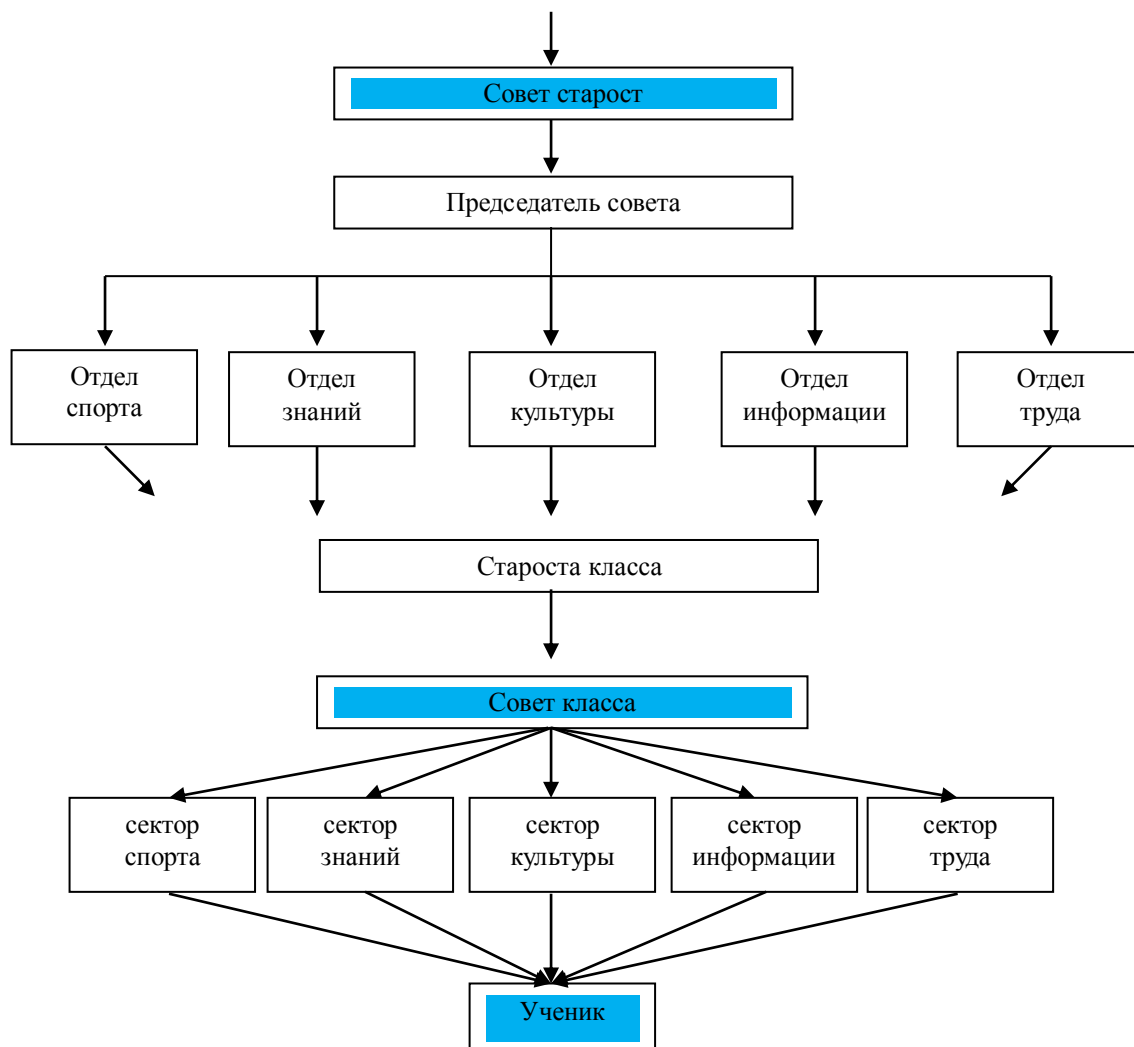 Совет старост
Председатель совета
Отдел
спорта
Отдел
знаний
Отдел
культуры
Отдел
информации
Отдел
труда
Староста класса
Совет класса
сектор
спорта
сектор
знаний
сектор
культуры
сектор
информации
сектор
труда
Ученик